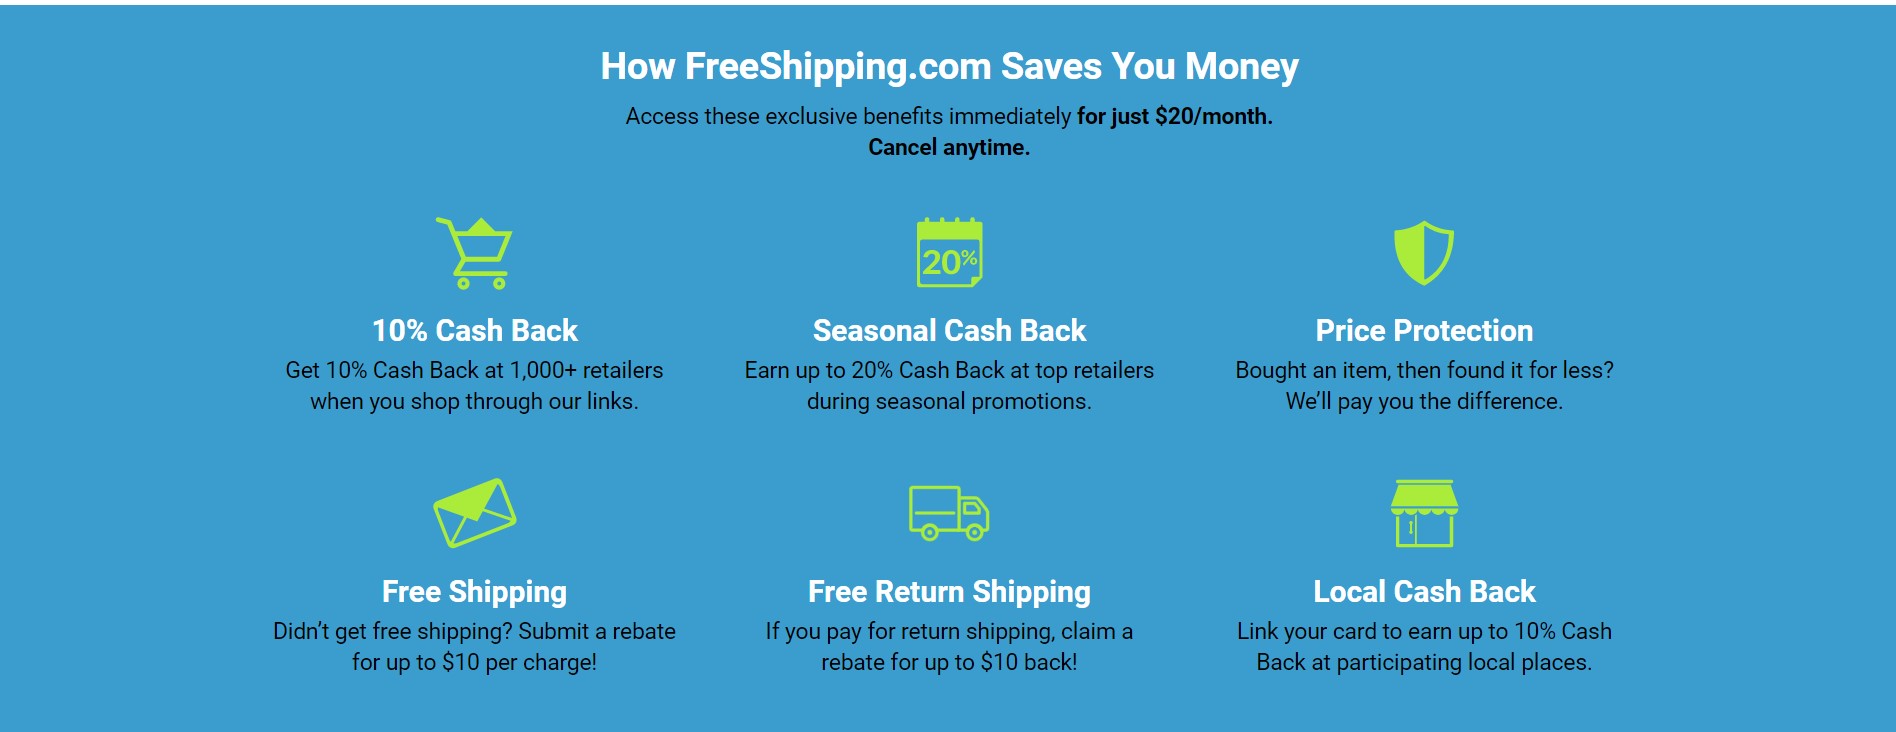 How FreeShipping.com Saves You Money
Access these exclusive benefits immediately for just $20/month.
Cancel anytime.
20%
10% Cash Back
Get 10% Cash Back at 1,000+ retailers
when you shop through our links.
Seasonal Cash Back
Earn up to 20% Cash Back at top retailers
during seasonal promotions.
Price Protection
Bought an item, then found it for less?
We’ll pay you the difference.
Free Shipping
Didn’t get free shipping? Submit a rebate
for up to $10 per charge!
Free Return Shipping
If you pay for return shipping, claim a
rebate for up to $10 back!
Local Cash Back
Link your card to earn up to 10% Cash
Back at participating local places.